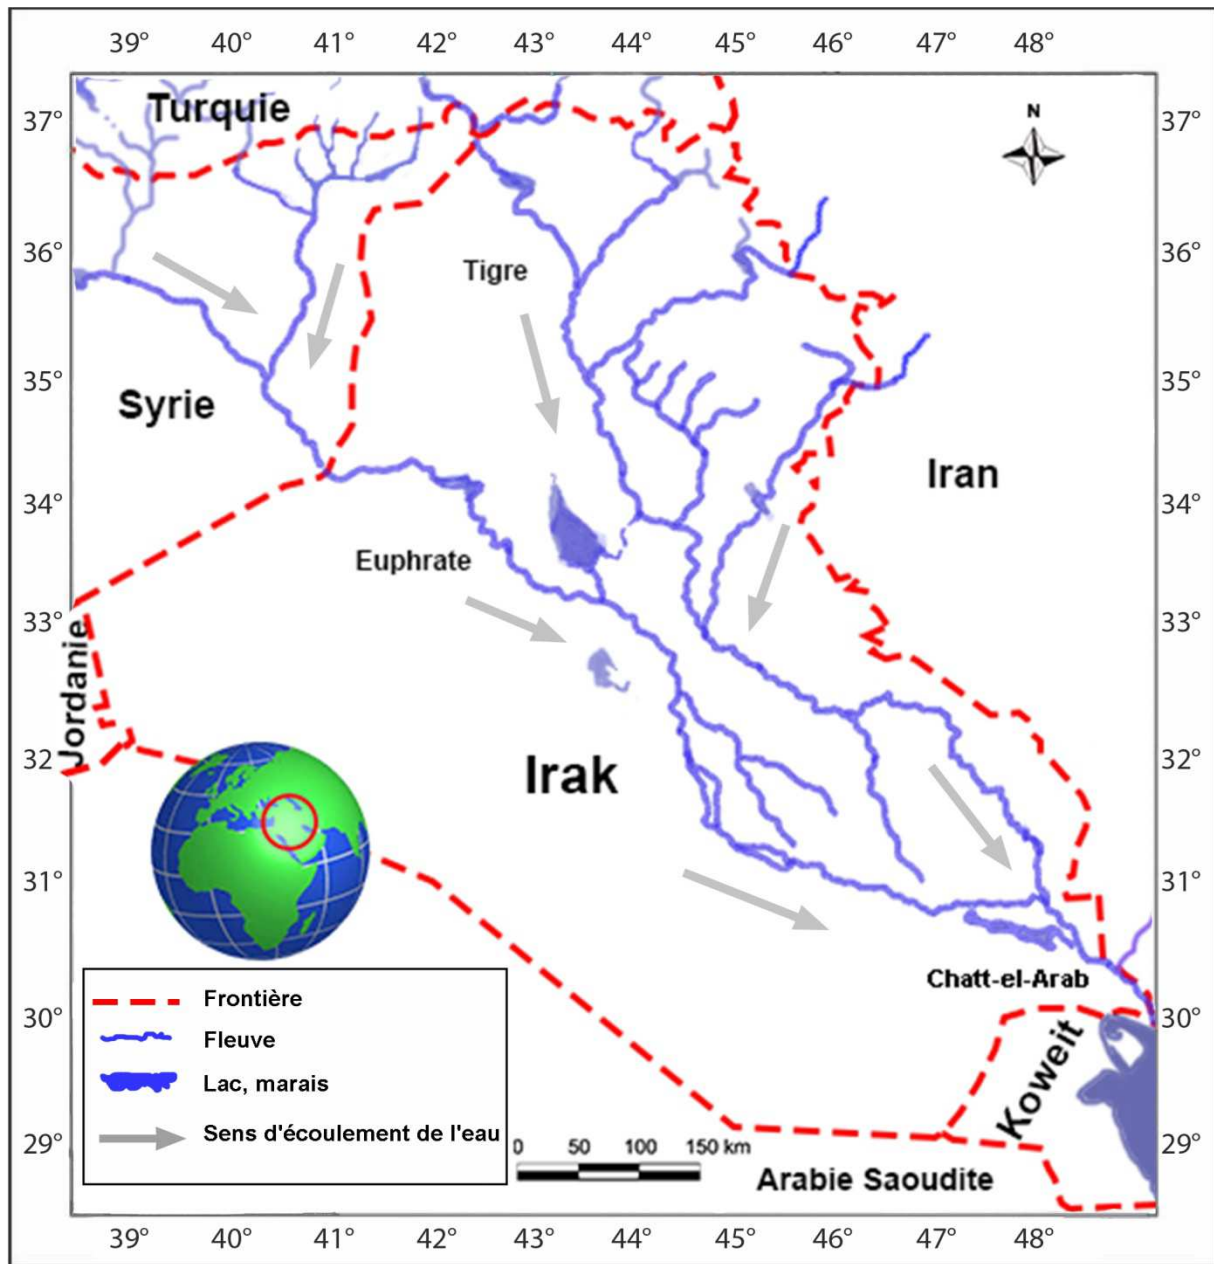 39° 40° 41° 42° 43° 44° 45° 46° 47° 48°
37° Turquie 37°
N
36° 36°
Tigre
35° 35°
Syrie
Iran
34° 34°
Euphrate
33° 33°
Jordanie
32° 32°
Irak
31° 31°
Chatt-el-Arab
Frontière
30° 30°
Fleuve
Koweit
Lac, marais
Sens d'écoulement de l'eau
29° 29°
0 50 100 150 km
Arabie Saoudite
39° 40° 41° 42° 43° 44° 45° 46° 47° 48°